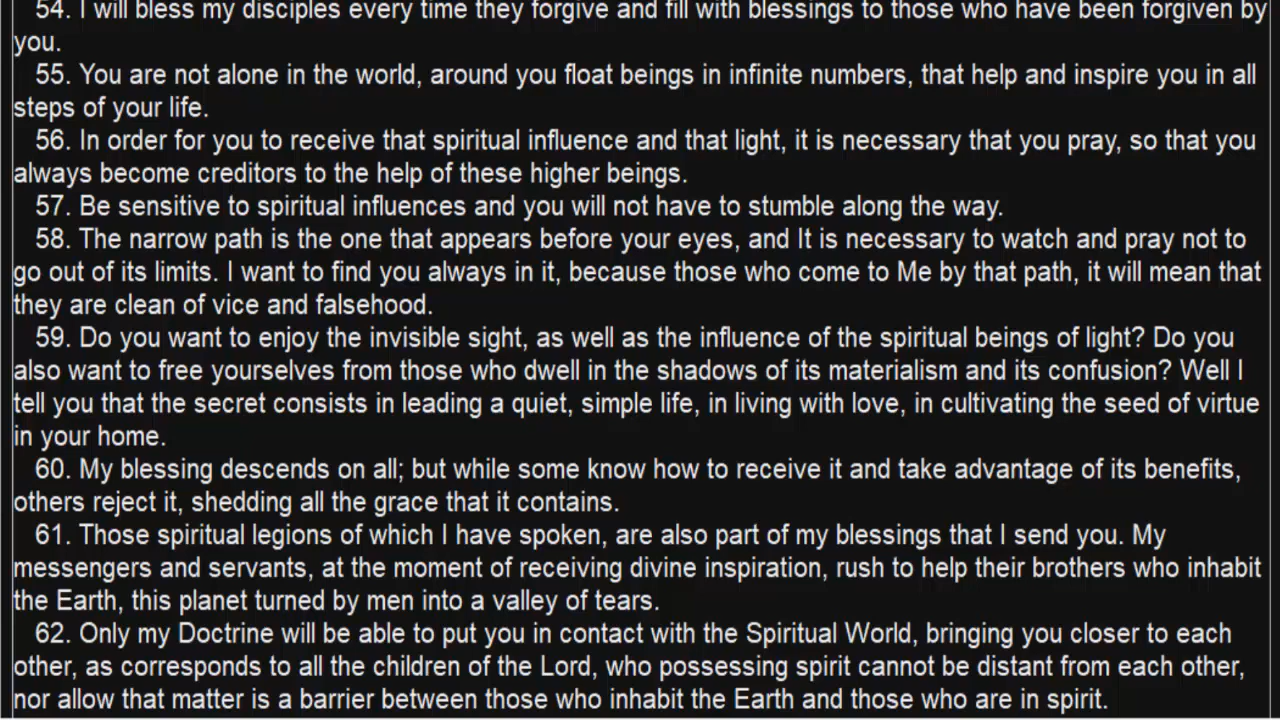 54. I will bless my disciples every time they forgive and fill with blessings to those who have been forgiven by
you.
55. You are not alone in the world, around you float beings in infinite numbers, that help and inspire you in all
steps of your life.
56. In order for you to receive that spiritual influence and that light, it is necessary that you pray, so that you
always become creditors to the help of these higher beings.
57. Be sensitive to spiritual influences and you will not have to stumble along the way.
58. The narrow path is the one that appears before your eyes, and It is necessary to watch and pray not to
go out of its limits. I want to find you always in it, because those who come to Me by that path, it will mean that
they are clean of vice and falsehood.
59. Do you want to enjoy the invisible sight, as well as the influence of the spiritual beings of light? Do you
also want to free yourselves from those who dwell in the shadows of its materialism and its confusion? Well I
tell you that the secret consists in leading a quiet, simple life, in living with love, in cultivating the seed of virtue
in your home.
60. My blessing descends on all; but while some know how to receive it and take advantage of its benefits,
others reject it, shedding all the grace that it contains.
61. Those spiritual legions of which I have spoken, are also part of my blessings that I send you. My
messengers and servants, at the moment of receiving divine inspiration, rush to help their brothers who inhabit
the Earth, this planet turned by men into a valley of tears.
62. Only my Doctrine will be able to put you in contact with the Spiritual World, bringing you closer to each
other, as corresponds to all the children of the Lord, who possessing spirit cannot be distant from each other,
nor allow that matter is a barrier between those who inhabit the Earth and those who are in spirit.